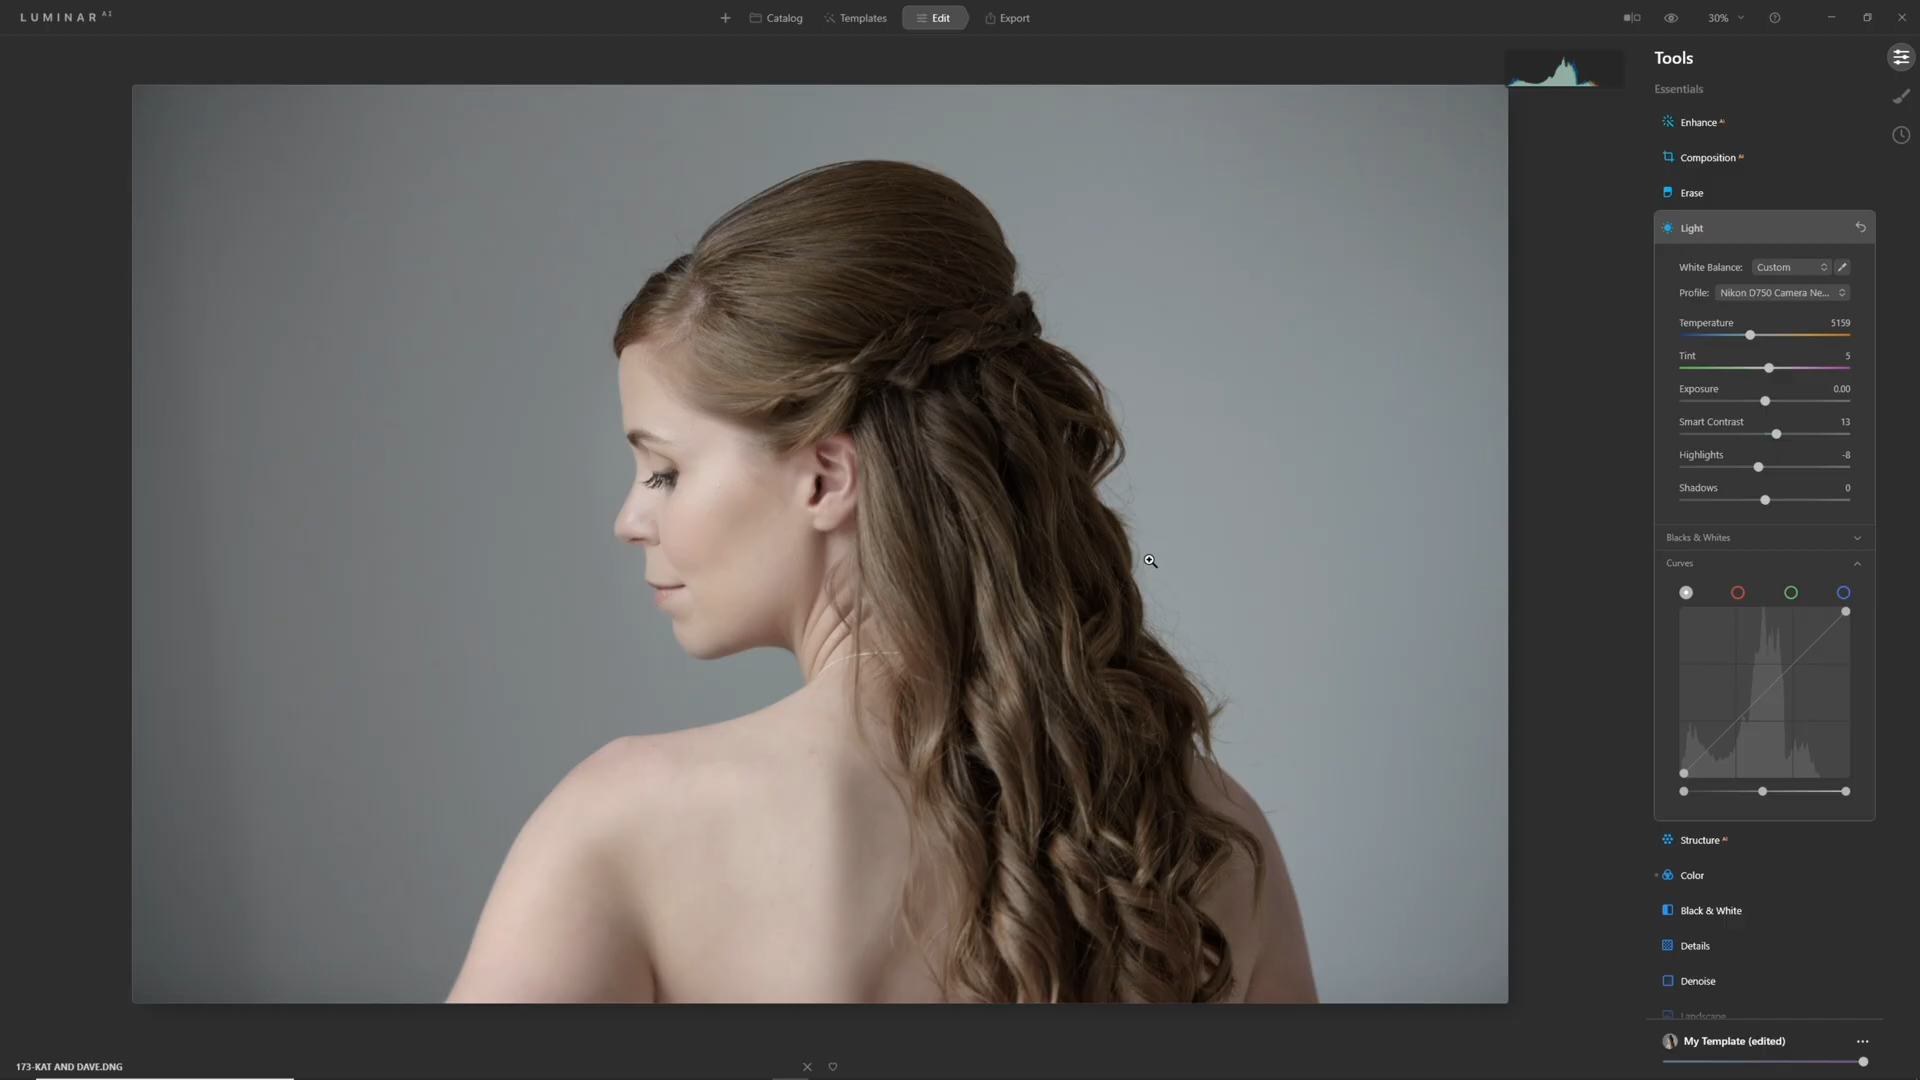 LUMINAR AI
Catalog
Templates
Edit
Export
30%
Tools
Essentials
Enhance AI
Composition AI
Erase
Light
White Balance: Custom
Profile: Nikon D750 Camera Ne...
Temperature 5159
Tint 5
Exposure 0.00
Smart Contrast 13
Highlights -8
Shadows 0
Blacks & Whites
Curves
Structure AI
Color
Black & White
Details
Denoise
Landscape
My Template (edited)
173-KAT AND DAVE.DNG